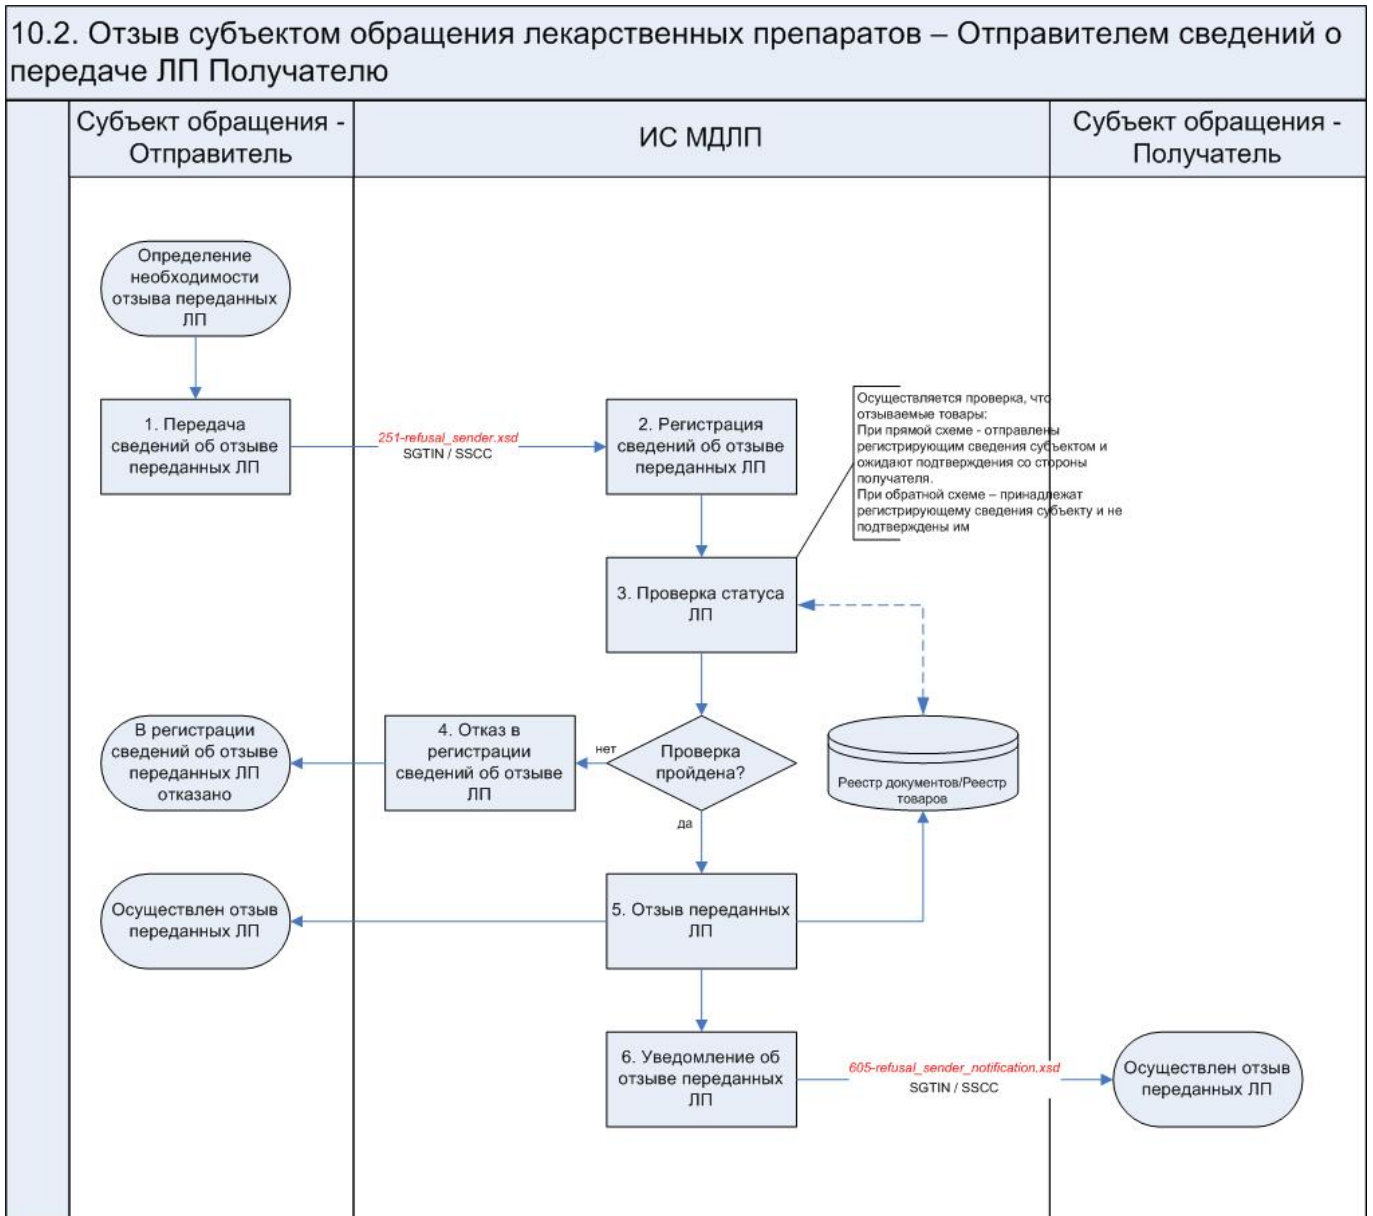 10.2. Отзыв субъектом обращения лекарственных препаратов – Отправителем сведений о
передаче ЛП Получателю
Субъект обращения -
Отправитель
ИС МДЛП
Субъект обращения -
Получатель
Определение
необходимости
отзыва переданных
ЛП
1. Передача
сведений об отзыве
переданных ЛП
251-refusal_sender.xsd
SGTIN / SSCC
2. Регистрация
сведений об отзыве
переданных ЛП
Осуществляется проверка, что
отзываемые товары:
При прямой схеме - отправлены
регистрирующим сведения субъектом и
ожидают подтверждения со стороны
получателя.
При обратной схеме – принадлежат
регистрирующему сведения субъекту и не
подтверждены им
3. Проверка статуса
ЛП
В регистрации
сведений об отзыве
переданных ЛП
отказано
4. Отказ в
регистрации
сведений об отзыве
ЛП
нет
Проверка
пройдена?
Реестр документов/Реестр
товаров
да
Осуществлен отзыв
переданных ЛП
5. Отзыв переданных
ЛП
6. Уведомление об
отзыве переданных
ЛП
605-refusal_sender_notification.xsd
SGTIN / SSCC
Осуществлен отзыв
переданных ЛП